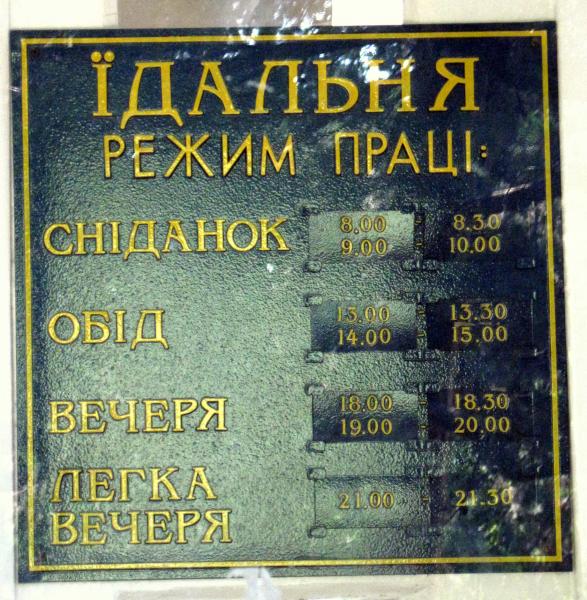 ЇДАЛЬНЯ
РЕЖИМ ПРАЦІ:
СНІДАНОК 8.00 - 8.30
9.00 - 10.00
ОБІД 13.00 - 13.30
14.00 - 15.00
ВЕЧЕРЯ 18.00 - 18.30
19.00 - 20.00
ЛЕГКА
ВЕЧЕРЯ 21.00 - 21.30